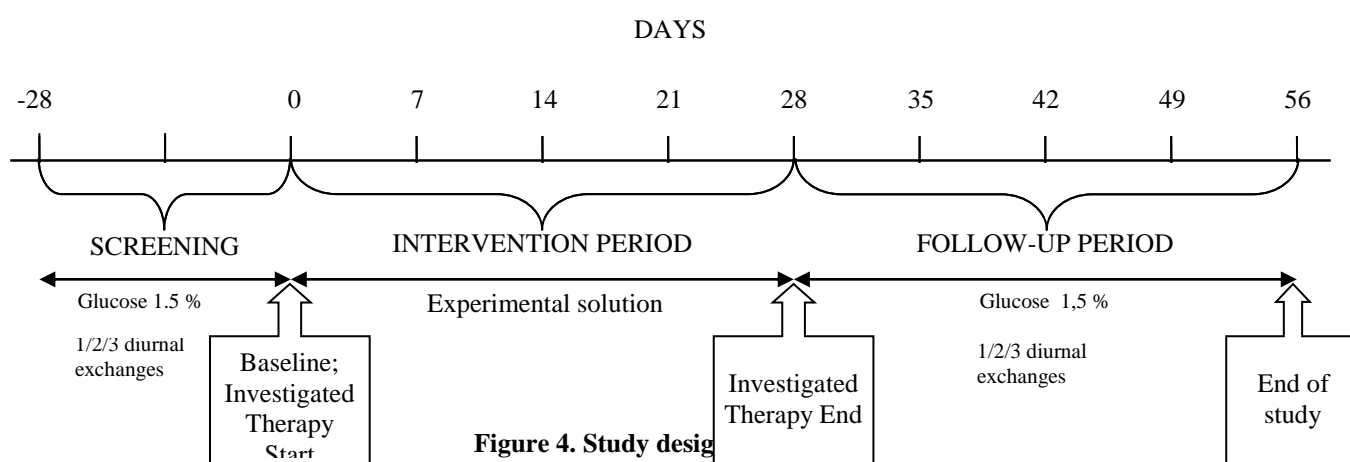 DAYS
-28 0 7 14 21 28 35 42 49 56
SCREENING INTERVENTION PERIOD FOLLOW-UP PERIOD
Glucose 1.5 %
1/2/3 diurnal
exchanges
Experimental solution
Glucose 1,5 %
1/2/3 diurnal
exchanges
Baseline;
Investigated
Therapy
Start
Investigated
Therapy End
End of
study
Figure 4. Study desig